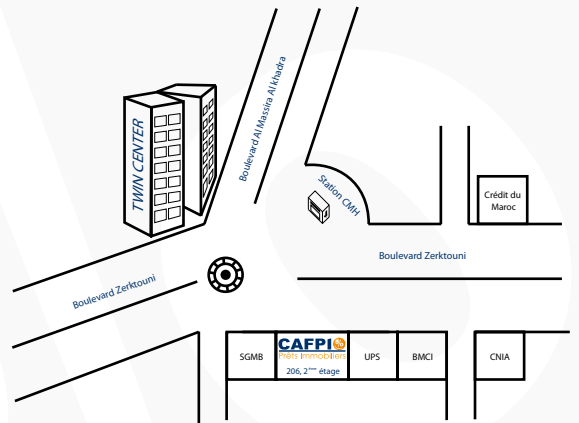 Boulevard Al Massira Al khadra
TWIN CENTER
Station CMH
Crédit du
Maroc
Boulevard Zerktouni
Boulevard Zerktouni
SGMB
CAFPI %
Prêts Immobiliers
206, 2ème étage
UPS
BMCI
CNIA